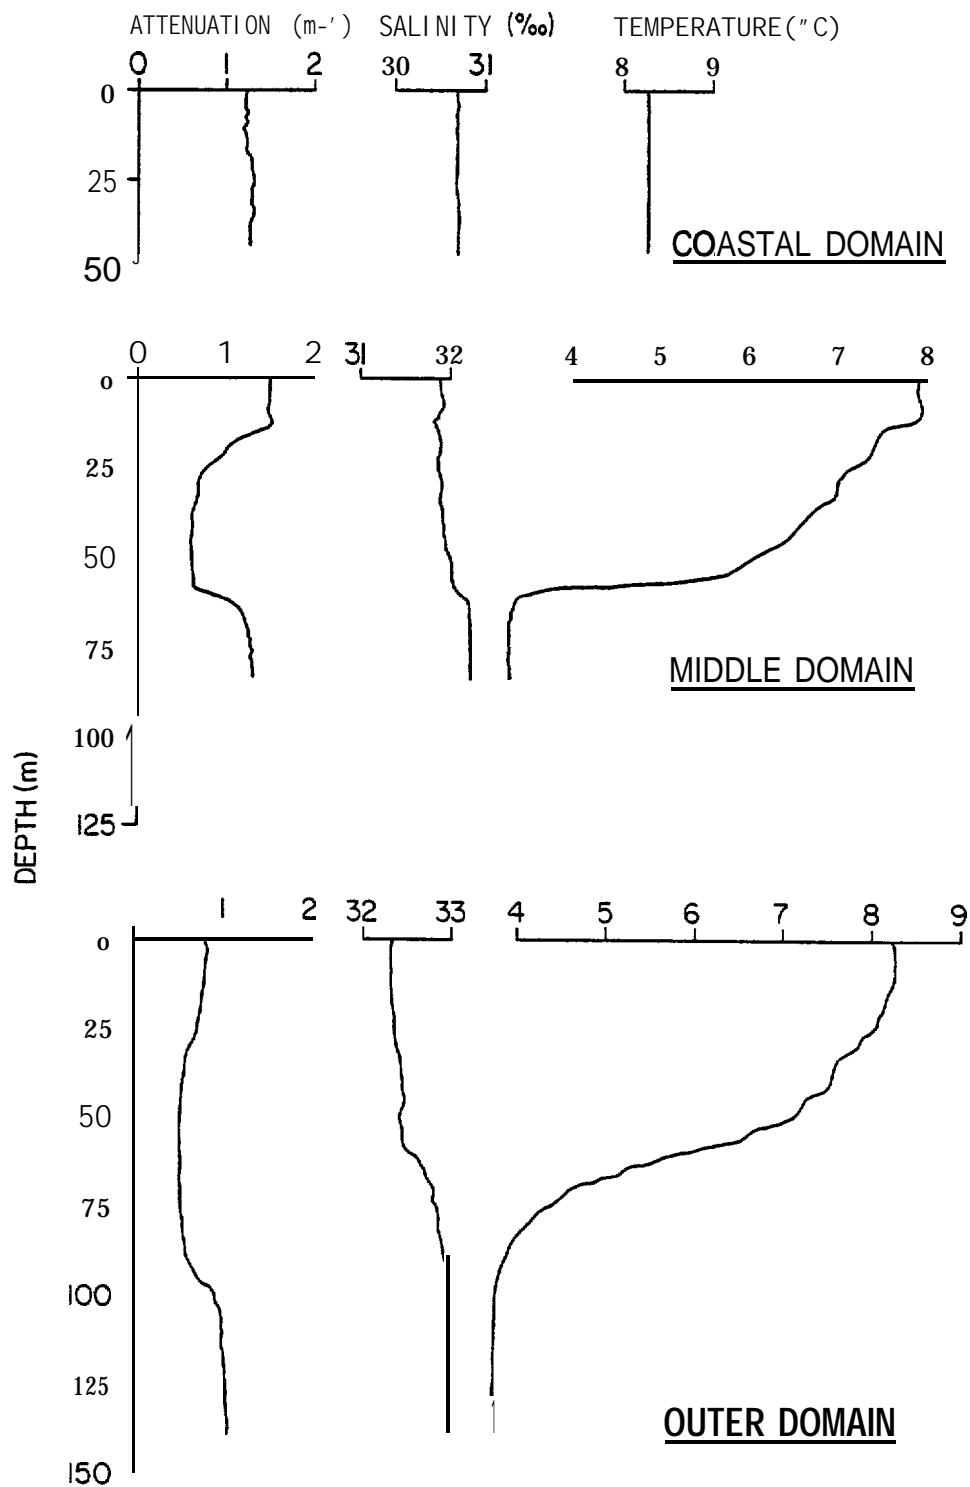 ATTENUATION (m-′) SALINITY (‰) TEMPERATURE(″C)
0 1 2 30 31 8 9
0
25
50
COASTAL DOMAIN
0 1 2 31 32 4 5 6 7 8
0
25
50
75
MIDDLE DOMAIN
100
125
DEPTH (m)
1 2 32 33 4 5 6 7 8 9
0
25
50
75
100
125
OUTER DOMAIN
150